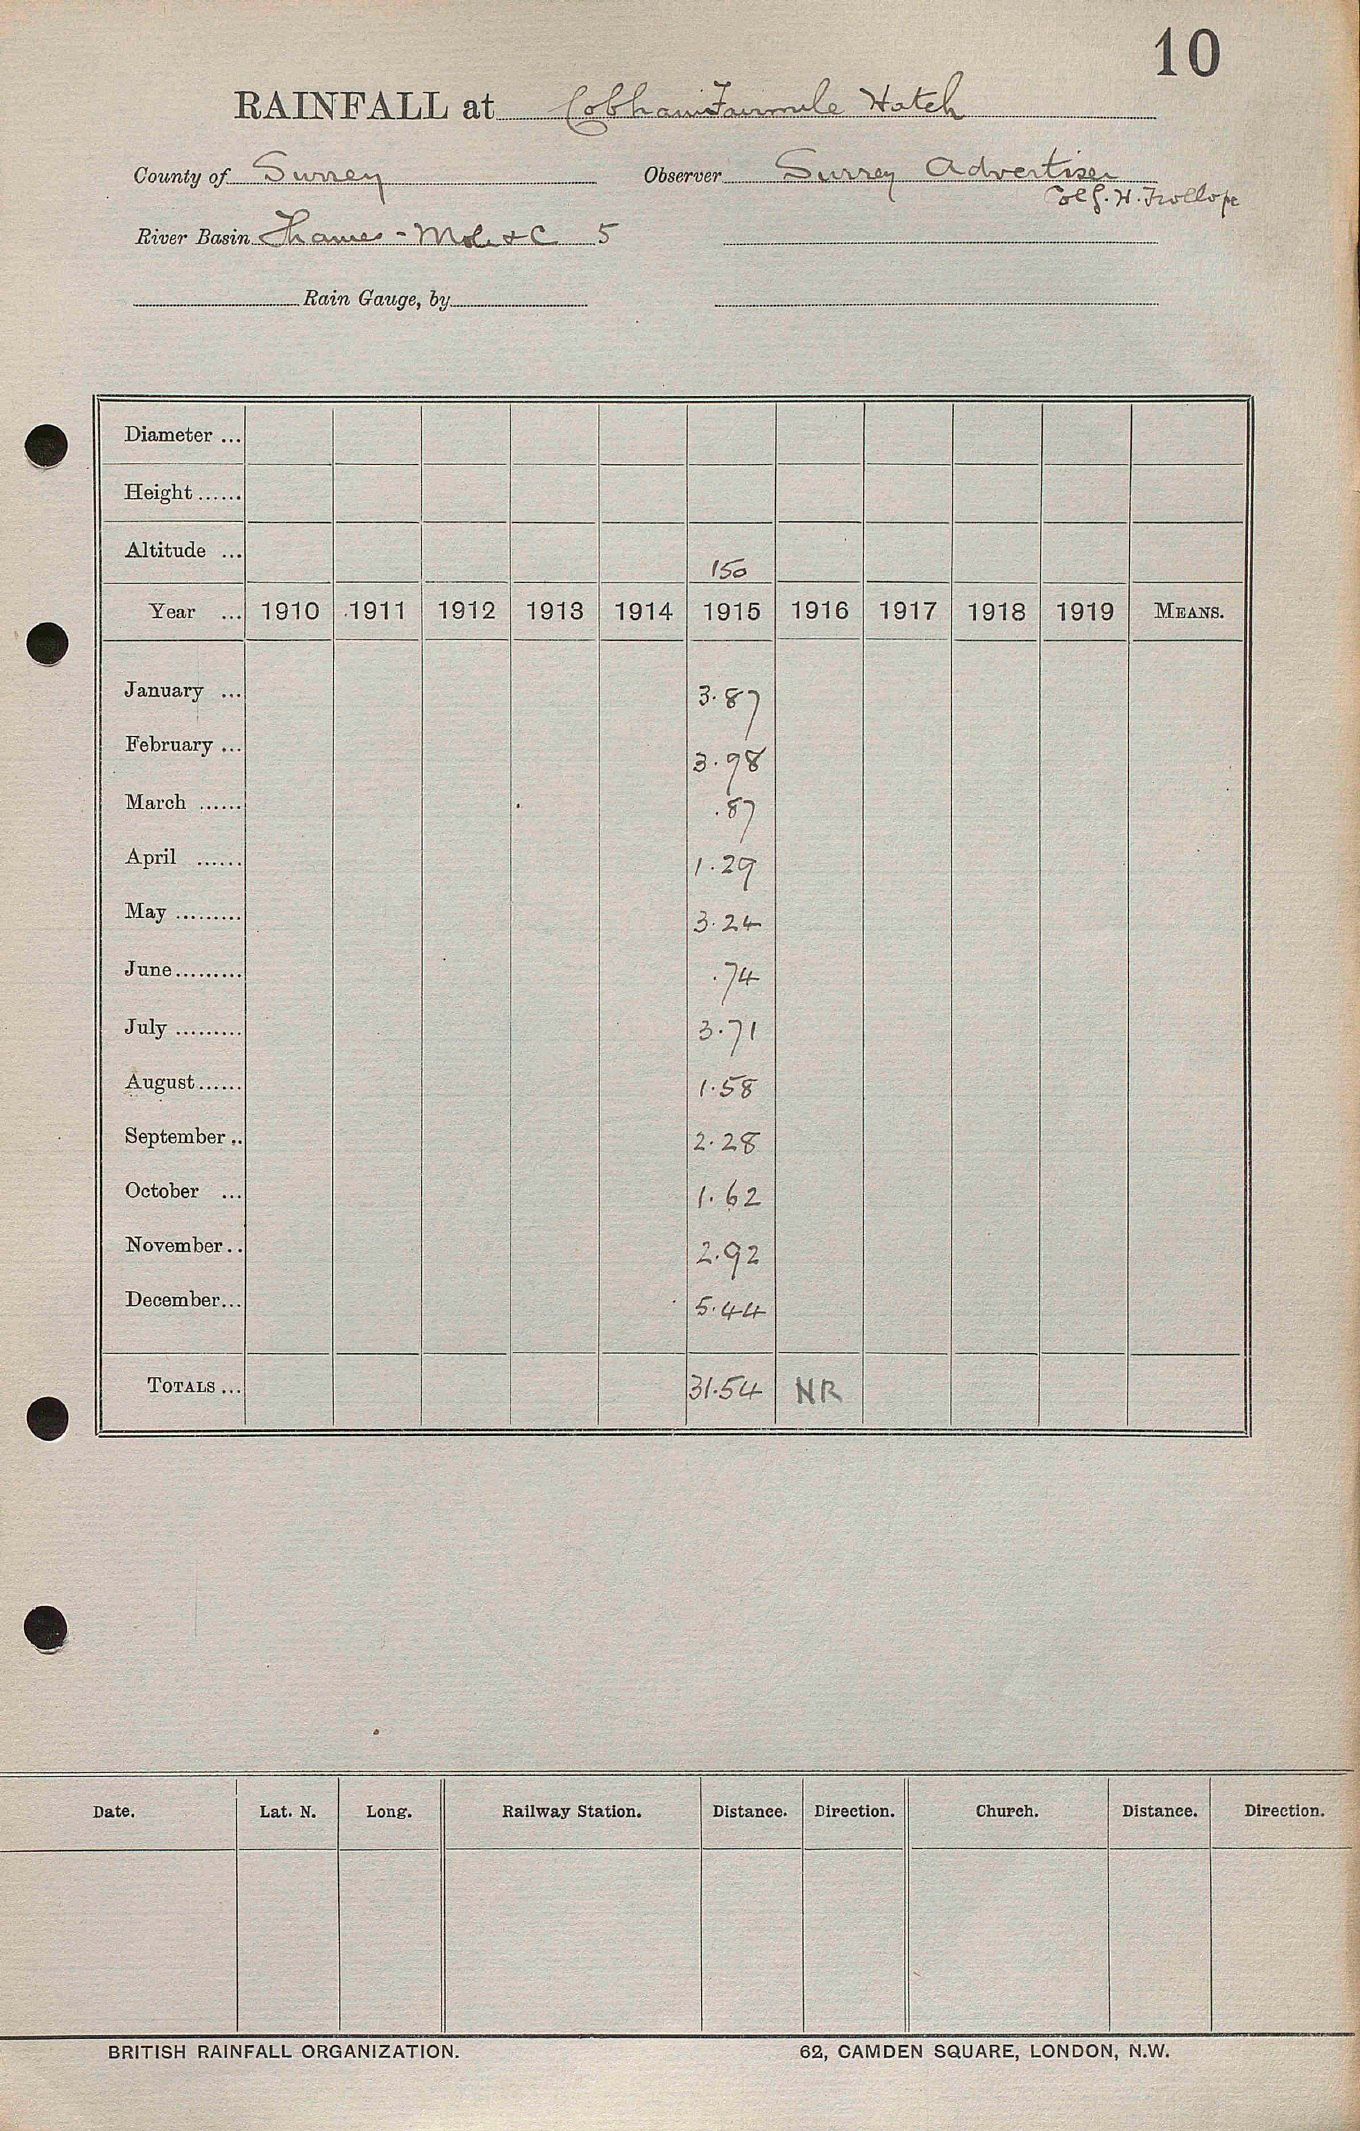 10
RAINFALL at Cobham Fairmile Hatch
County of Surrey Observer Surrey Advertiser
Col G. H. Trollope
River Basin Thames - Mole & C 5
Rain Gauge, by
Diameter ...
Height ......
Altitude ... 150
Year ... 1910 1911 1912 1913 1914 1915 1916 1917 1918 1919 MEANS.
January ... 3.87
February ... 3.98
March ...... .87
April ...... 1.29
May ......... 3.24
June ......... .74
July ......... 3.71
August ...... 1.58
September .. 2.28
October ... 1.62
November .. 2.92
December ... 5.44
TOTALS ... 31.54 NR
Date. Lat. N. Long. Railway Station. Distance. Direction. Church. Distance. Direction.
BRITISH RAINFALL ORGANIZATION. 62, CAMDEN SQUARE, LONDON, N.W.